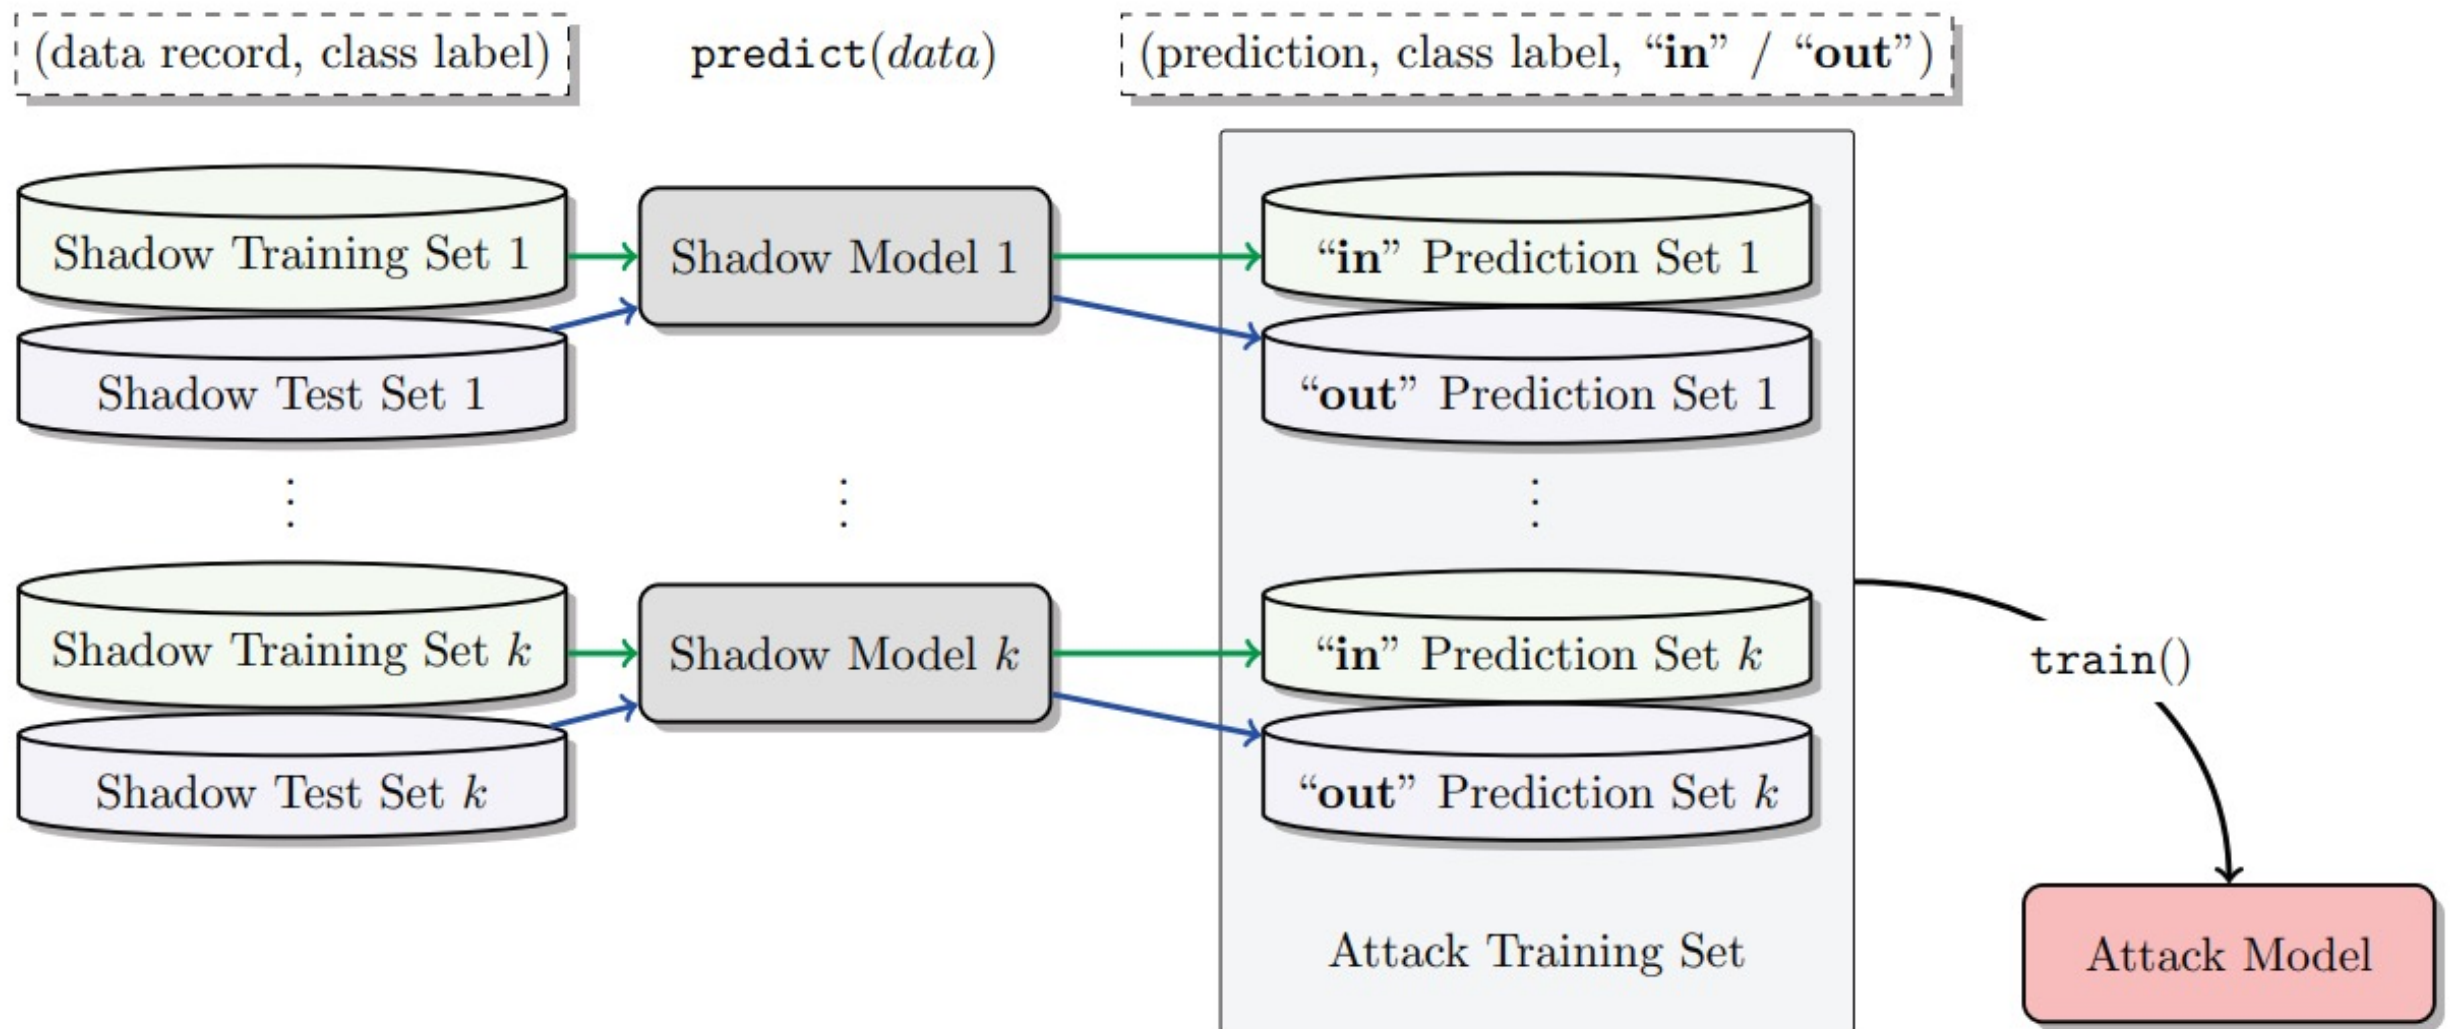 (data record, class label)
predict(data)
(prediction, class label, “in” / “out”)
Shadow Training Set 1
Shadow Model 1
“in” Prediction Set 1
Shadow Test Set 1
“out” Prediction Set 1
⋮ ⋮ ⋮
Shadow Training Set k
Shadow Model k
“in” Prediction Set k
train()
Shadow Test Set k
“out” Prediction Set k
Attack Training Set
Attack Model